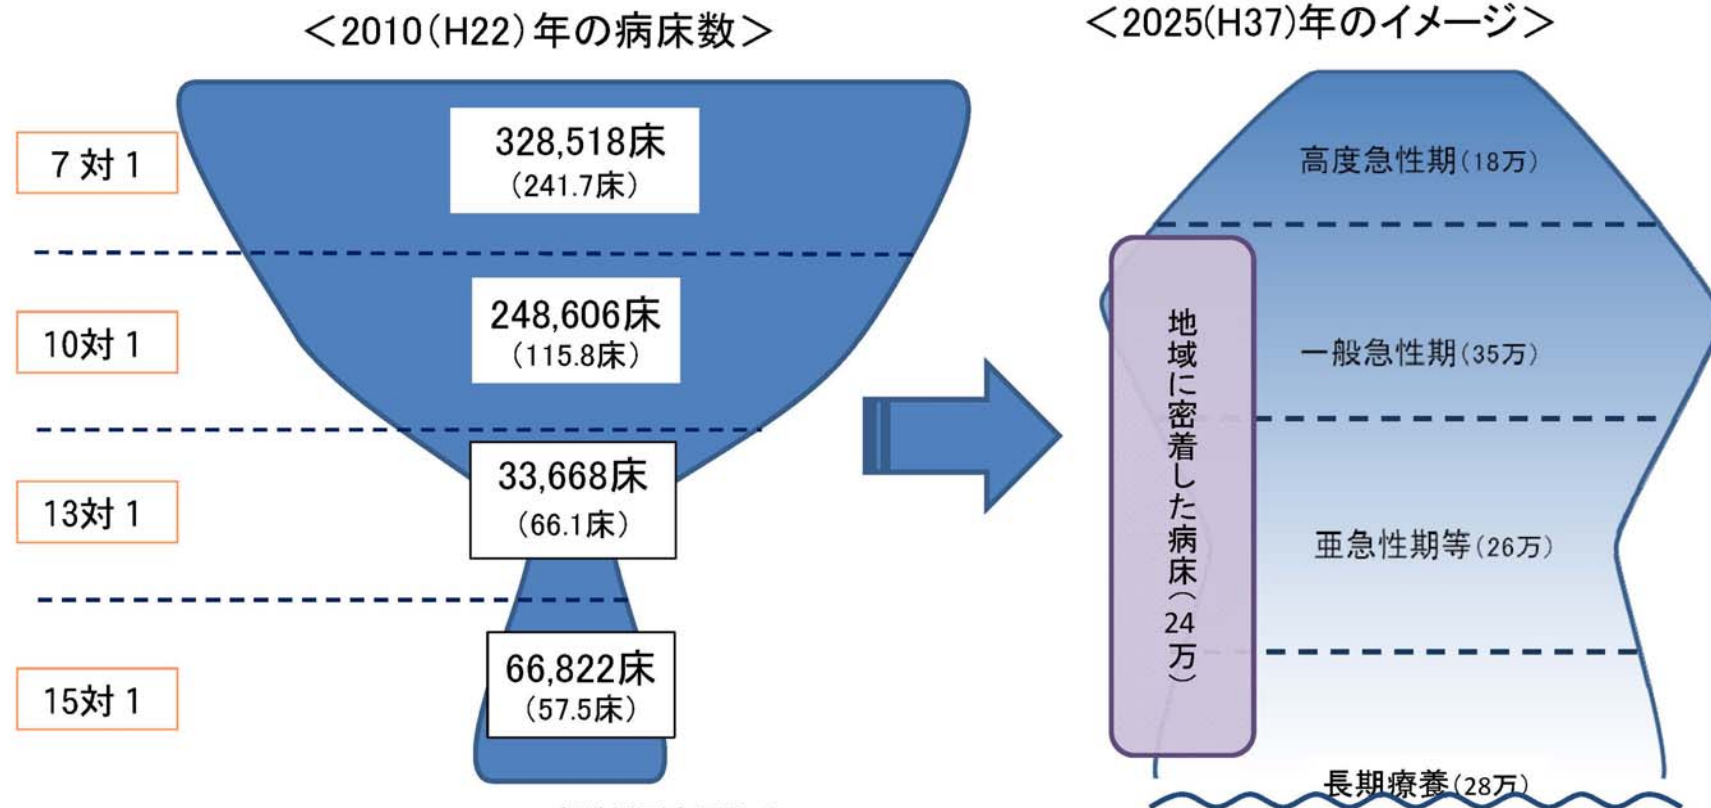 ＜2010(H22)年の病床数＞
7対1
328,518床
(241.7床)
10対1
248,606床
(115.8床)
13対1
33,668床
(66.1床)
15対1
66,822床
(57.5床)
＜2025(H37)年のイメージ＞
高度急性期(18万)
一般急性期(35万)
亜急性期等(26万)
長期療養(28万)
地域に密着した病床(24万)